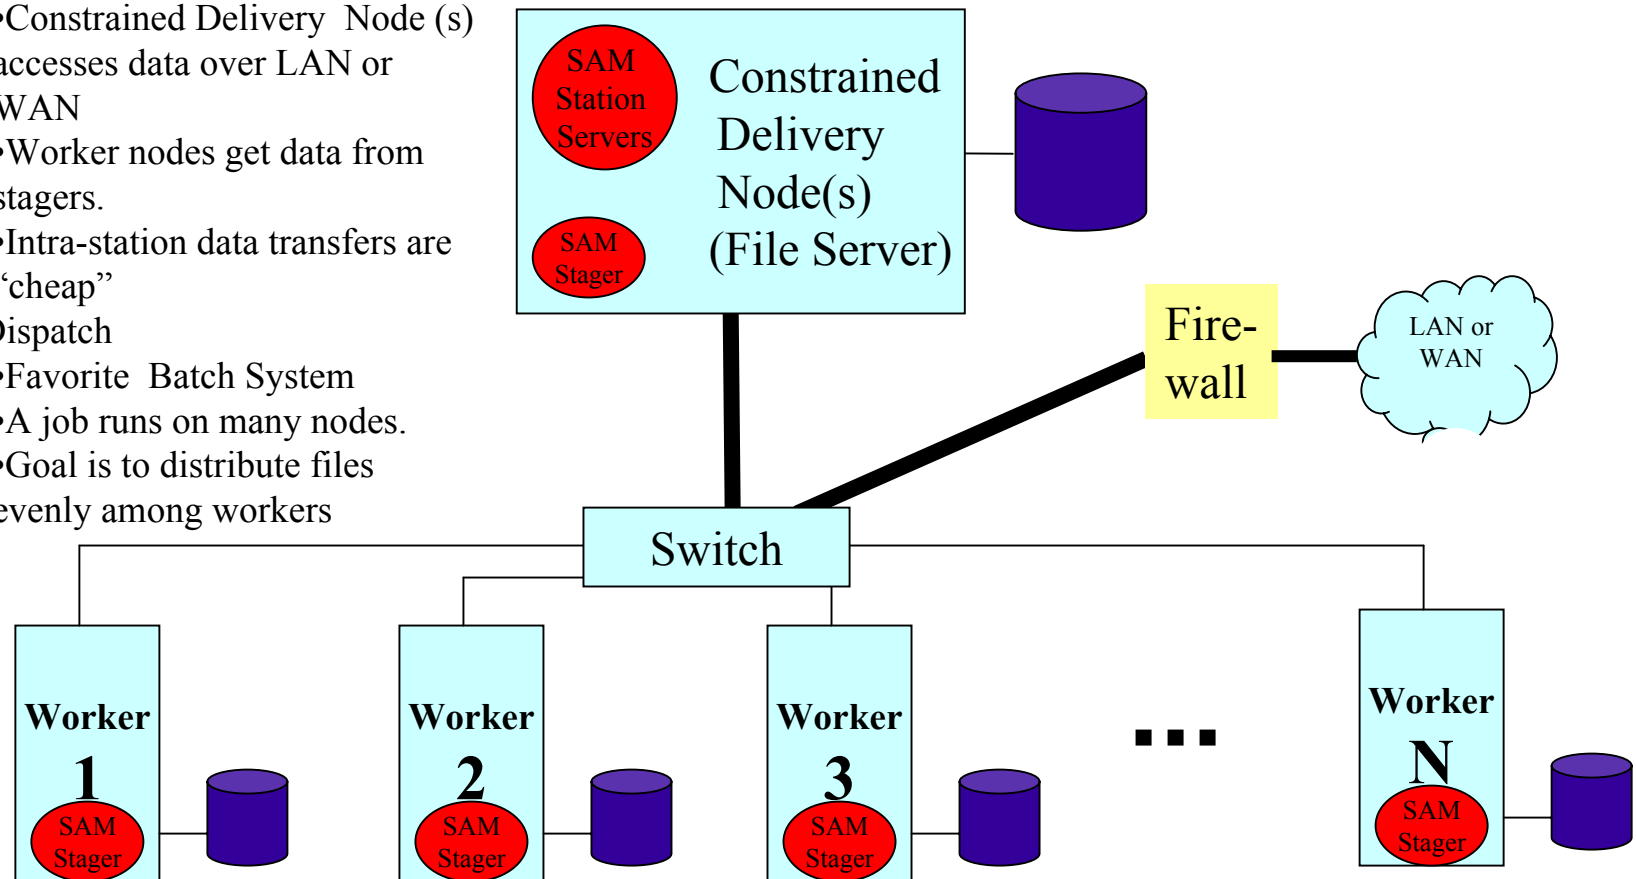 •Constrained Delivery Node (s)
accesses data over LAN or
WAN
•Worker nodes get data from
stagers.
•Intra-station data transfers are
“cheap”
Dispatch
•Favorite Batch System
•A job runs on many nodes.
•Goal is to distribute files
evenly among workers
SAM
Station
Servers
SAM
Stager
Constrained
Delivery
Node(s)
(File Server)
Fire-
wall
LAN or
WAN
Switch
Worker
1
SAM
Stager
Worker
2
SAM
Stager
Worker
3
SAM
Stager
...
Worker
N
SAM
Stager